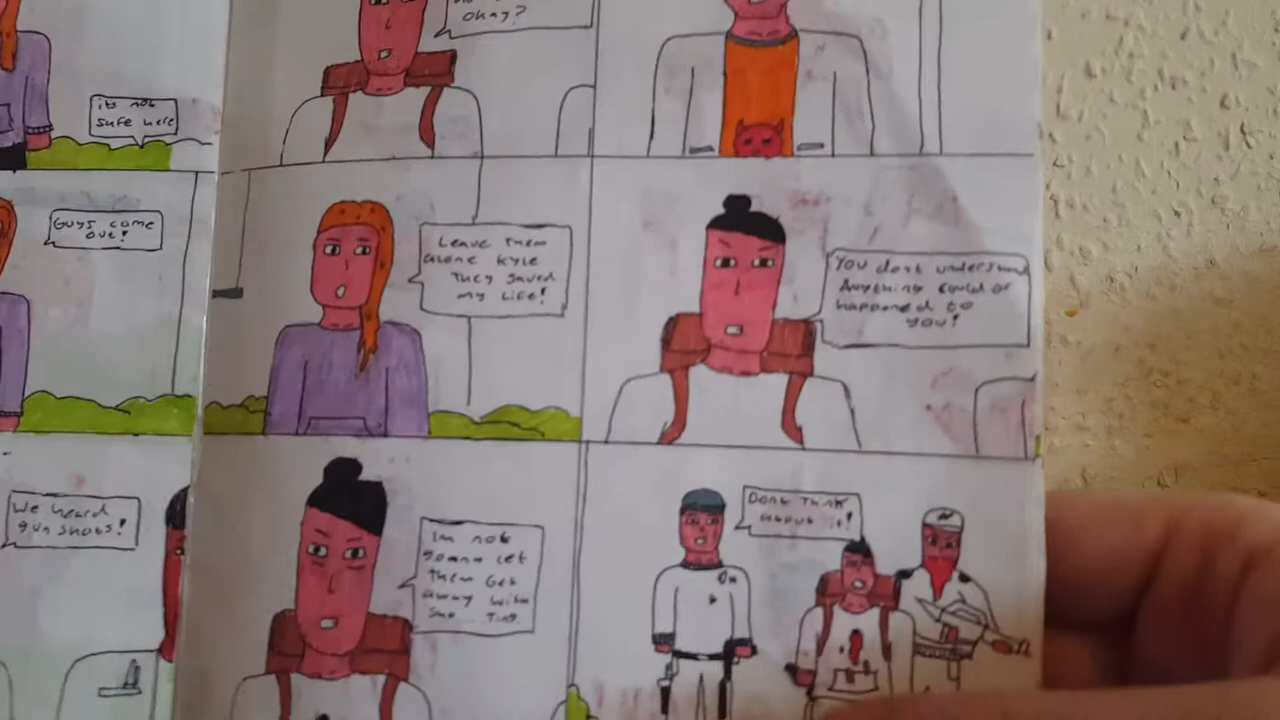 okay?
its not
safe here
Guys come
out!
Leave them
alone Kyle
They saved
my Life!
You dont understand
Anything could of
happened to
you!
We heard
gun shots!
Im not
gonna let
them Get
away with
Dont Think
about it!